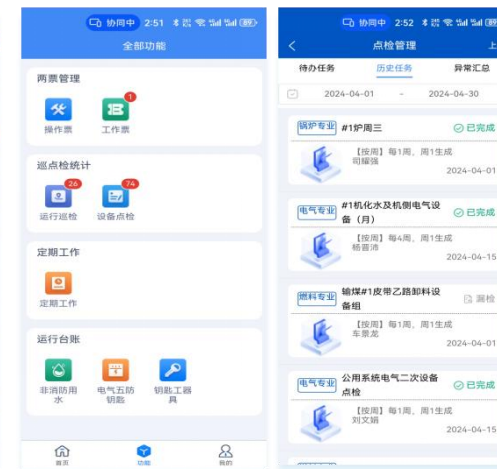 协同中 2:51 89
全部功能
两票管理
1
操作票 工作票
巡点检统计
26 74
运行巡检 设备点检
定期工作
定期工作
运行台账
非消防用水 电气五防钥匙 钥匙工器具
首页 功能 我的
协同中 2:52
点检管理 上
待办任务 历史任务 异常汇总
2024-04-01 - 2024-04-30
锅炉专业 #1炉周三 已完成
【按周】每1周，周1生成
司耀强
2024-04-01
电气专业 #1机化水及机侧电气设
备（月） 已完成
【按周】每4周，周1生成
杨晋沛
2024-04-15
燃料专业 输煤#1皮带乙路卸料设
备组 漏检
【按周】每1周，周1生成
车景龙
2024-04-01
电气专业 公用系统电气二次设备
点检 已完成
【按周】每1周，周1生成
刘文娟
2024-04-15